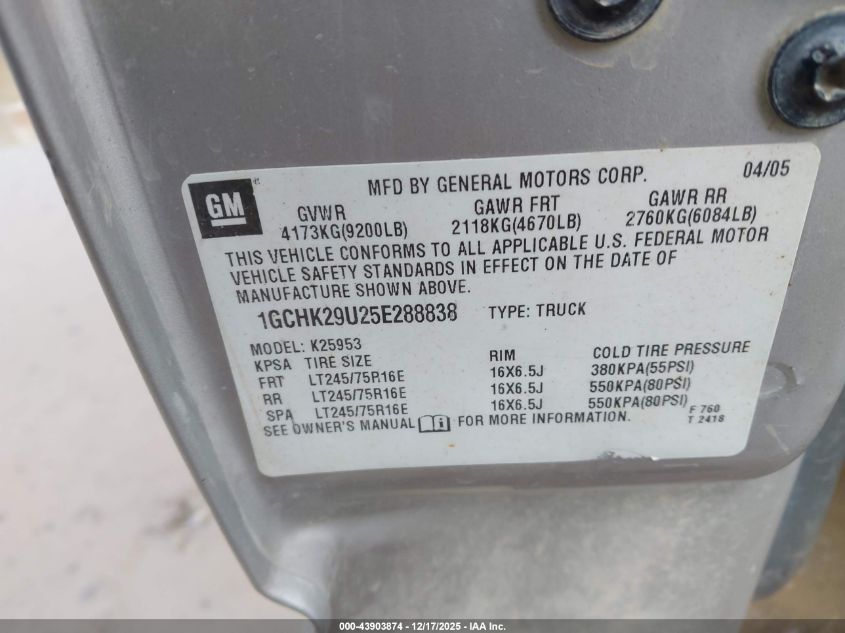 GM
MFD BY GENERAL MOTORS CORP. 04/05
GVWR GAWR FRT GAWR RR
4173KG(9200LB) 2118KG(4670LB) 2760KG(6084LB)
THIS VEHICLE CONFORMS TO ALL APPLICABLE U.S. FEDERAL MOTOR
VEHICLE SAFETY STANDARDS IN EFFECT ON THE DATE OF
MANUFACTURE SHOWN ABOVE.
1GCHK29U25E288838 TYPE: TRUCK
MODEL: K25953
KPSA TIRE SIZE RIM COLD TIRE PRESSURE
FRT LT245/75R16E 16X6.5J 380KPA(55PSI)
RR LT245/75R16E 16X6.5J 550KPA(80PSI)
SPA LT245/75R16E 16X6.5J 550KPA(80PSI)
SEE OWNER'S MANUAL FOR MORE INFORMATION.
F 760
T 2418
000-43903874 | 12/17/2025 - IAA Inc.